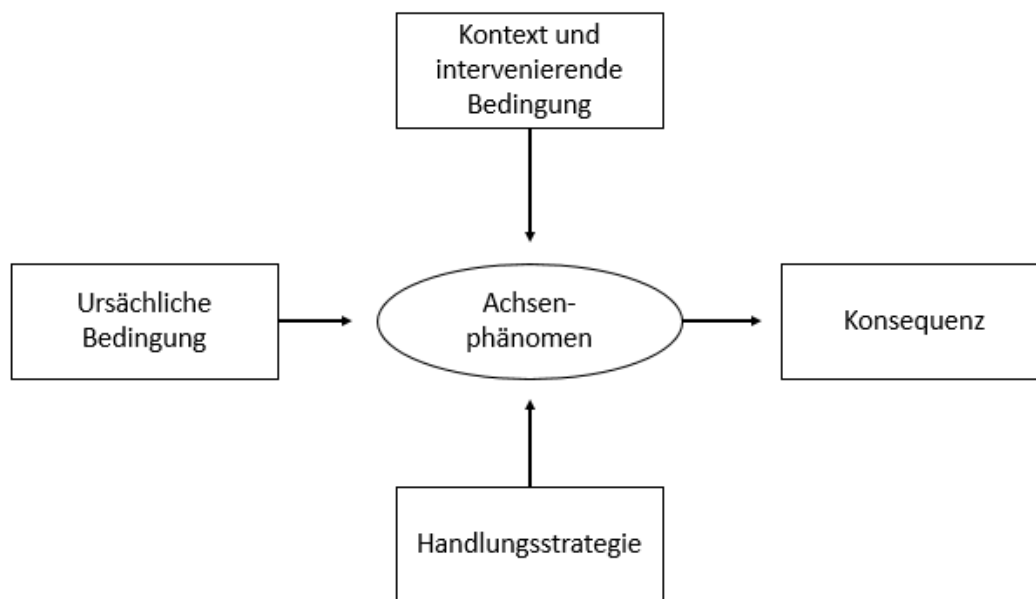 Kontext und
intervenierende
Bedingung
Ursächliche
Bedingung
Achsen-
phänomen
Konsequenz
Handlungsstrategie